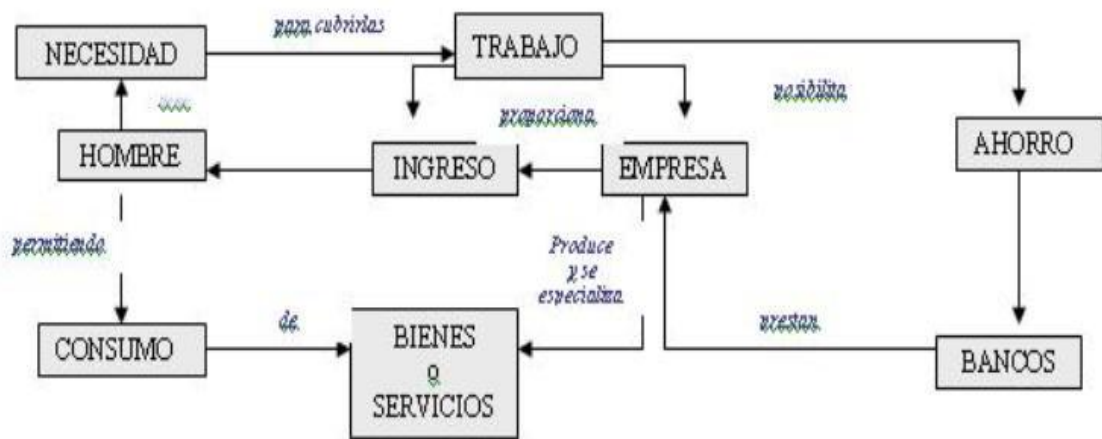 para cubrirlas
NECESIDAD
TRABAJO
posibilita
proporciona
HOMBRE
INGRESO
EMPRESA
AHORRO
permitiendo
Produce
y se
especializa
CONSUMO
de
BIENES
o
SERVICIOS
prestan
BANCOS